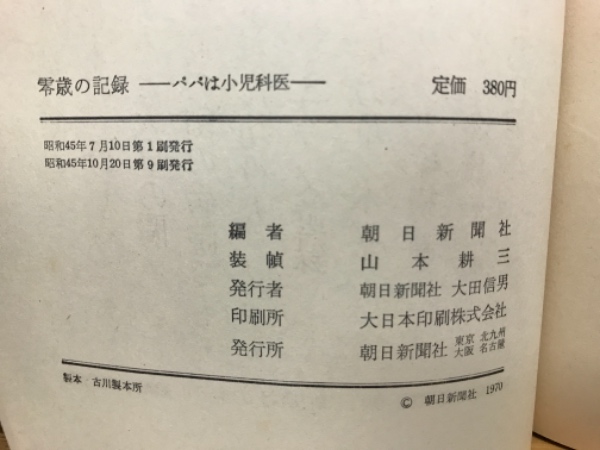 零歳の記録 ──パパは小児科医── 定価 380円
昭和45年7月10日第1刷発行
昭和45年10月20日第9刷発行
編者 朝日新聞社
装幀 山本耕三
発行者 朝日新聞社 大田信男
印刷所 大日本印刷株式会社
発行所 朝日新聞社 東京 北九州
大阪 名古屋
製本 古川製本所
© 朝日新聞社 1970